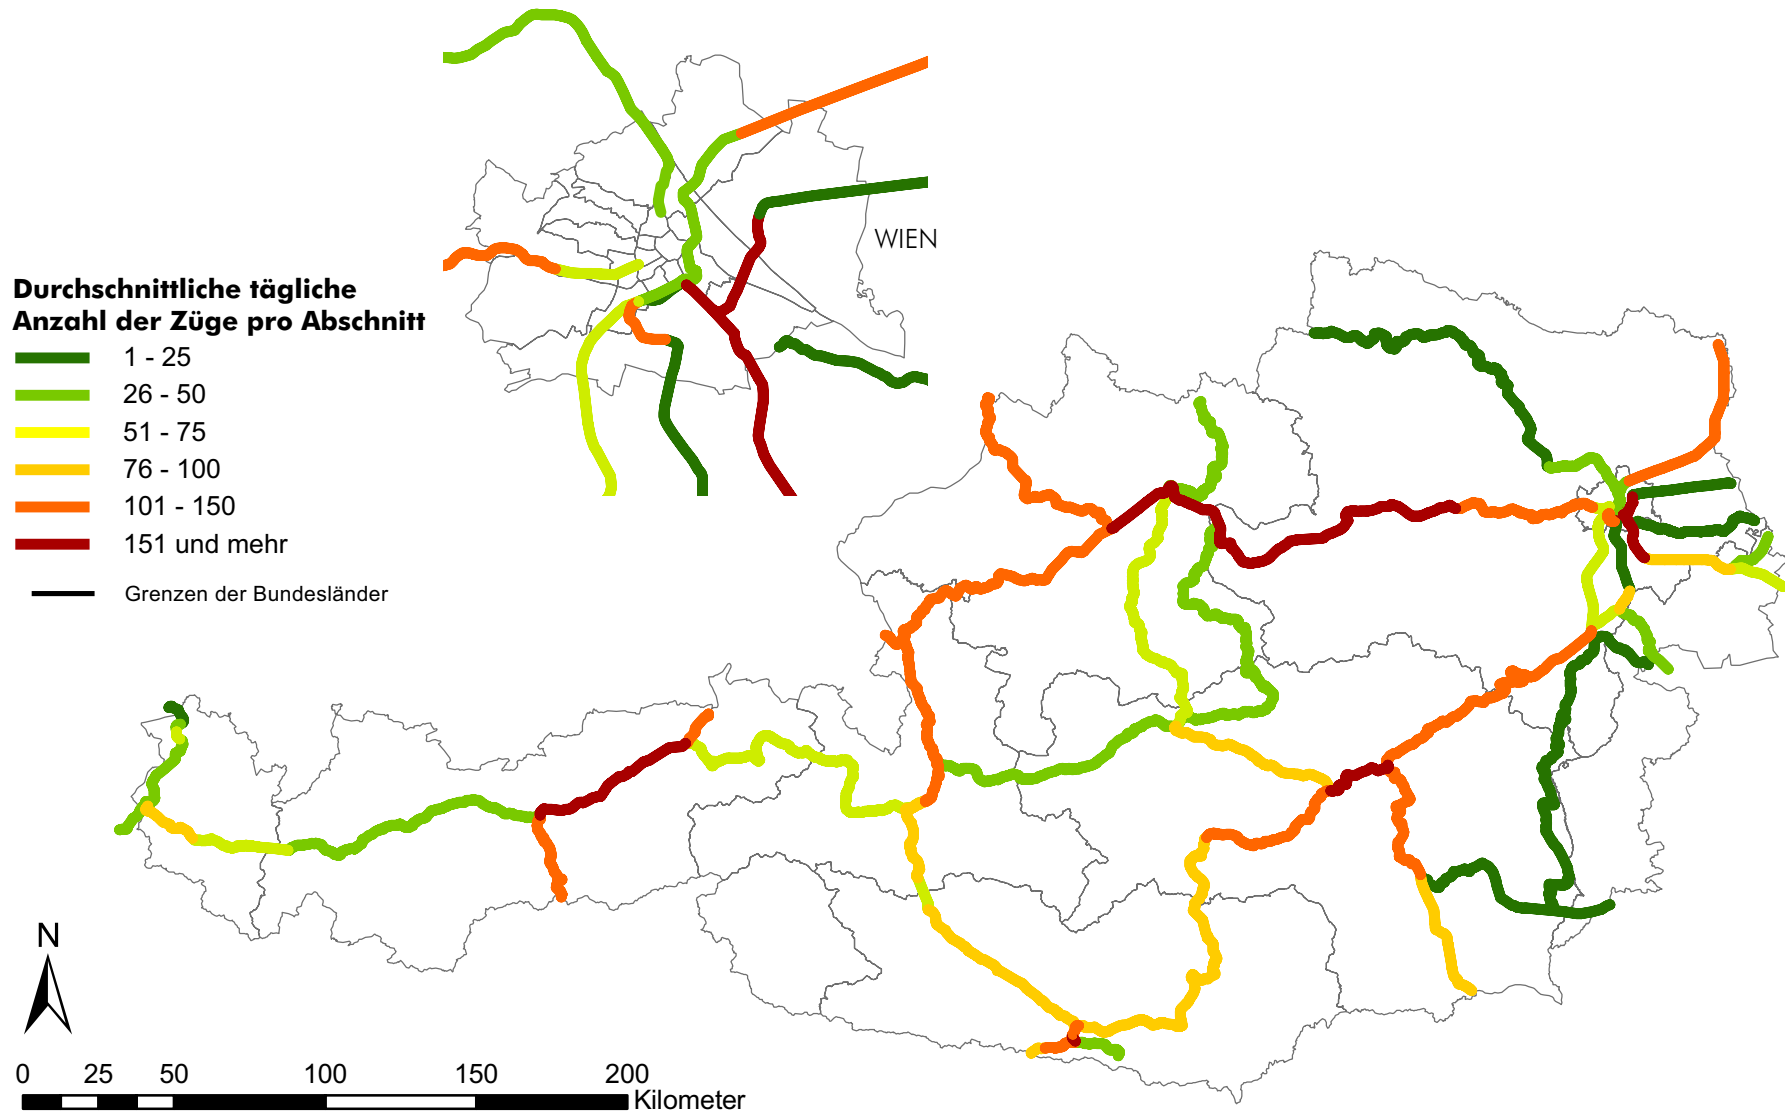 WIEN
Durchschnittliche tägliche
Anzahl der Züge pro Abschnitt
1 - 25
26 - 50
51 - 75
76 - 100
101 - 150
151 und mehr
Grenzen der Bundesländer
N
0 25 50 100 150 200
Kilometer